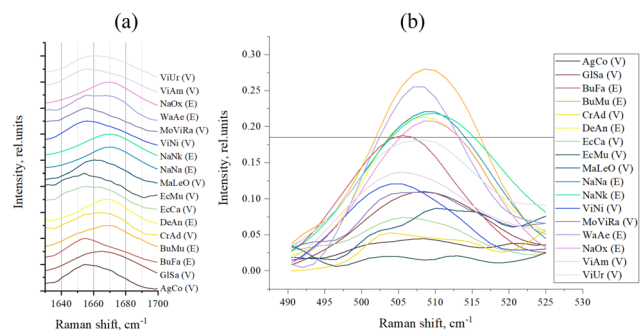 (a)
(b)
Intensity, rel.units
ViUr (V)
ViAm (V)
NaOx (E)
WaAe (E)
MoViRa (V)
ViNi (V)
NaNk (E)
NaNa (E)
MaLeO (V)
EcMu (V)
EcCa (V)
DeAn (E)
CrAd (V)
BuMu (E)
BuFa (E)
GlSa (V)
AgCo (V)
1640 1660 1680 1700
Raman shift, cm-1
Intensity, rel.units
0.30
0.25
0.20
0.15
0.10
0.05
0.00
490 495 500 505 510 515 520 525 530
Raman shift, cm-1
AgCo (V)
GlSa (V)
BuFa (E)
BuMu (E)
CrAd (V)
DeAn (E)
EcCa (V)
EcMu (V)
MaLeO (V)
NaNa (E)
NaNk (E)
ViNi (V)
MoViRa (V)
WaAe (E)
NaOx (E)
ViAm (V)
ViUr (V)